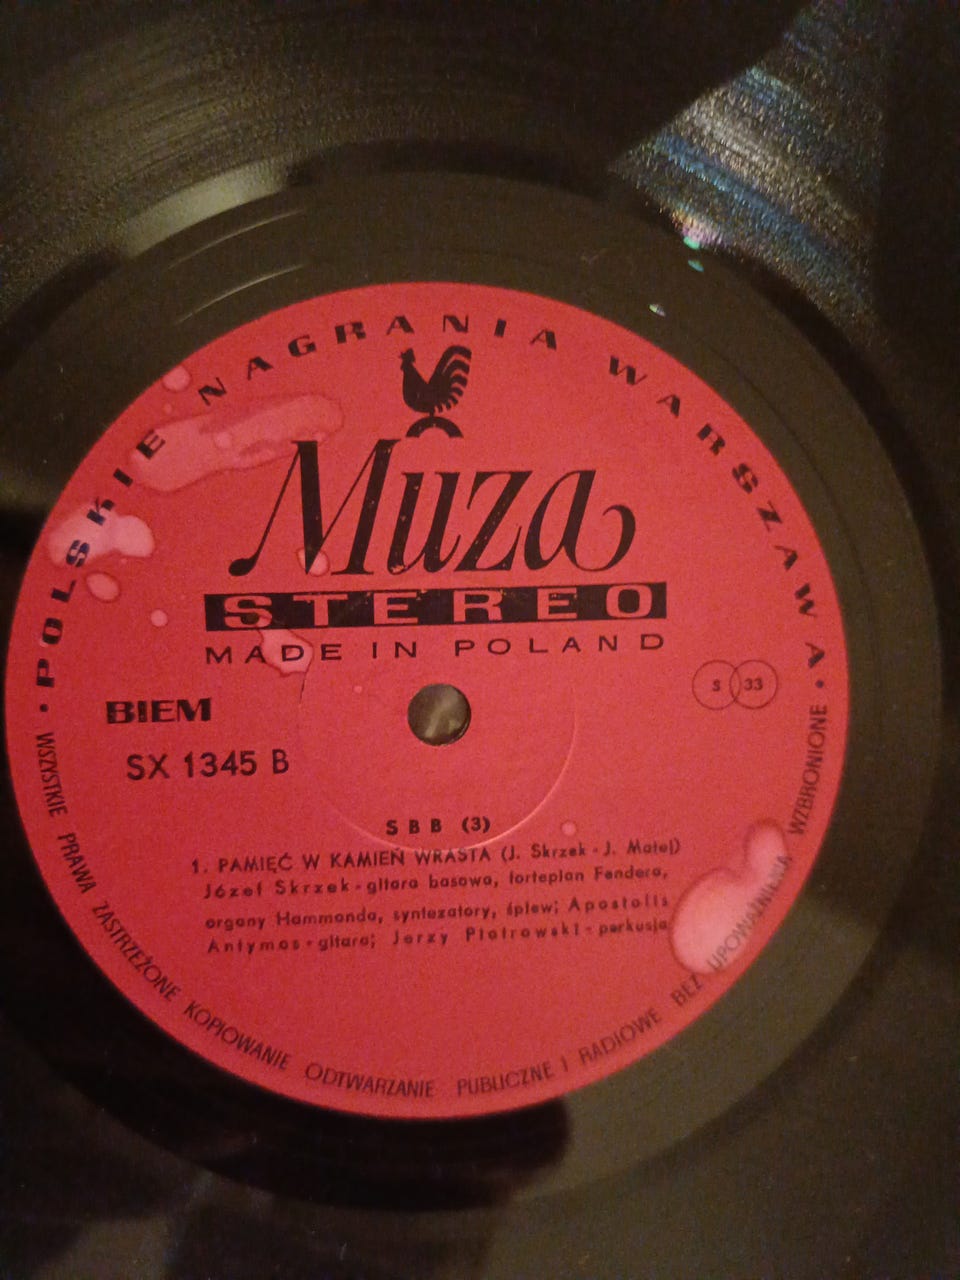 • POLSKIE NAGRANIA WARSZAWA •
Muza
STEREO
MADE IN POLAND
S 33
BIEM
SX 1345 B
SBB (3)
1. PAMIĘĆ W KAMIEŃ WRASTA (J. Skrzek - J. Matej)
Józef Skrzek - gitara basowa, fortepian Fendera,
organy Hammonda, syntezatory, śpiew; Apostolis
Antymos - gitara; Jerzy Piotrowski - perkusja
WSZYSTKIE PRAWA ZASTRZEŻONE KOPIOWANIE ODTWARZANIE PUBLICZNE I RADIOWE BEZ UPOWAŻNIENIA WZBRONIONE